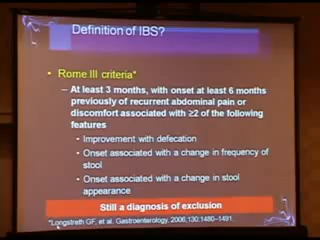 Definition of IBS?
• Rome III criteria*
– At least 3 months, with onset at least 6 months
previously of recurrent abdominal pain or
discomfort associated with ≥2 of the following
features
• Improvement with defecation
• Onset associated with a change in frequency of
stool
• Onset associated with a change in stool
appearance
Still a diagnosis of exclusion
*Longstreth GF, et al. Gastroenterology. 2006;130:1480–1491.